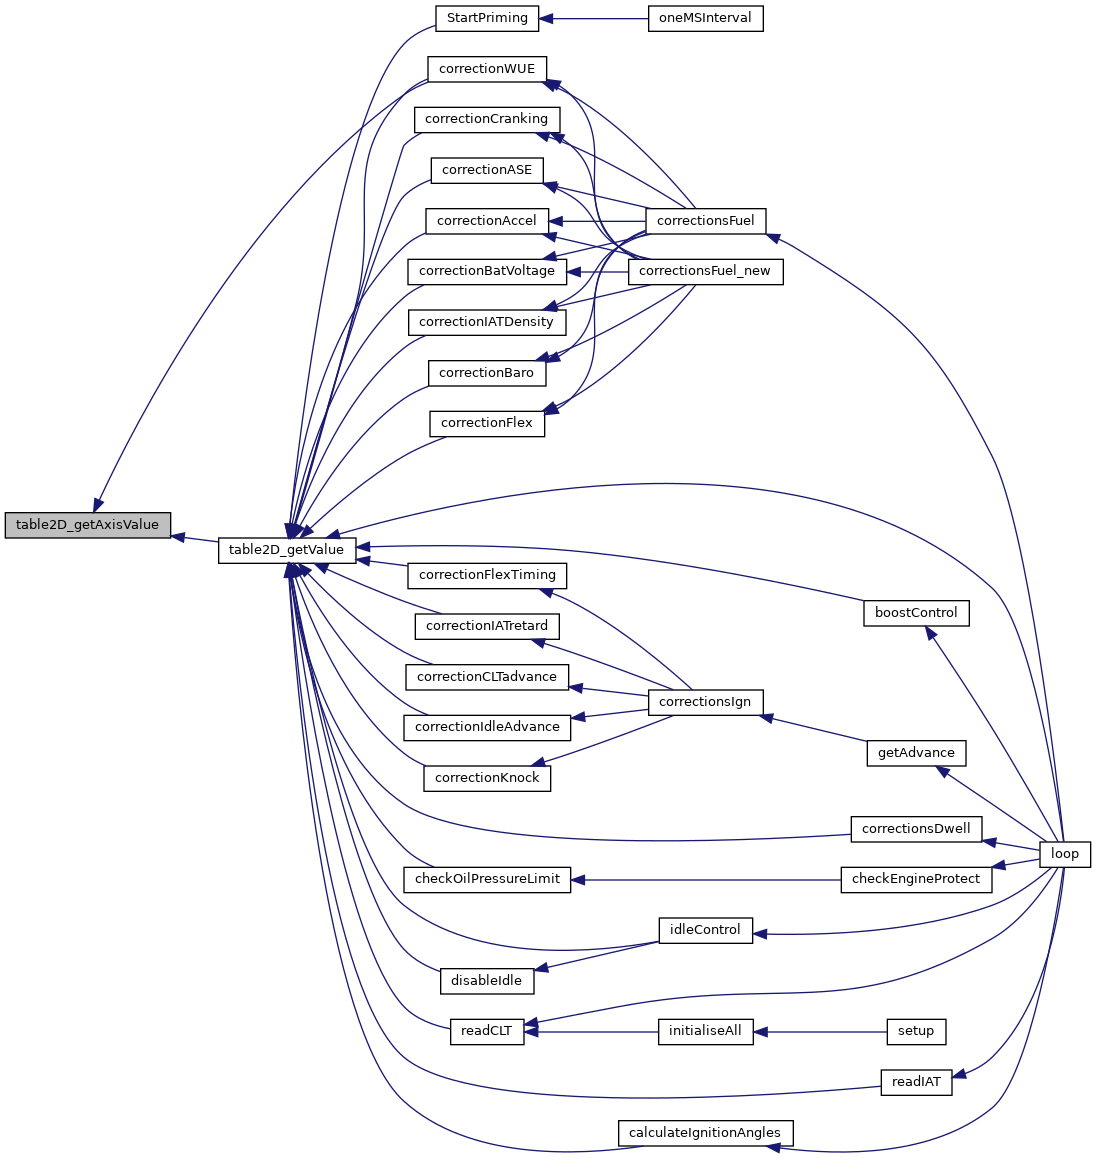 StartPriming
oneMSInterval
correctionWUE
correctionCranking
correctionASE
correctionAccel
correctionsFuel
correctionBatVoltage
correctionsFuel_new
correctionIATDensity
correctionBaro
correctionFlex
table2D_getAxisValue
table2D_getValue
correctionFlexTiming
boostControl
correctionIATretard
correctionCLTadvance
correctionsIgn
correctionIdleAdvance
getAdvance
correctionKnock
correctionsDwell
loop
checkOilPressureLimit
checkEngineProtect
idleControl
disableIdle
readCLT
initialiseAll
setup
readIAT
calculateIgnitionAngles